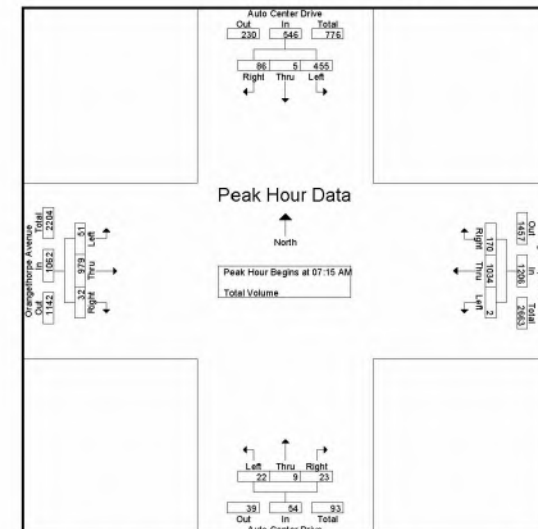 Auto Center Drive
Out In Total
230 546 776
86 5 455
Right Thru Left
Peak Hour Data
North
Peak Hour Begins at 07:15 AM
Total Volume
Orangethorpe Avenue
Out In Total
1142 1062 2204
51 979 32
Left Thru Right
Right Thru Left
170 1034 2
Out In Total
1457 1206 2663
Left Thru Right
22 9 23
39 54 93
Out In Total
Auto Center Drive